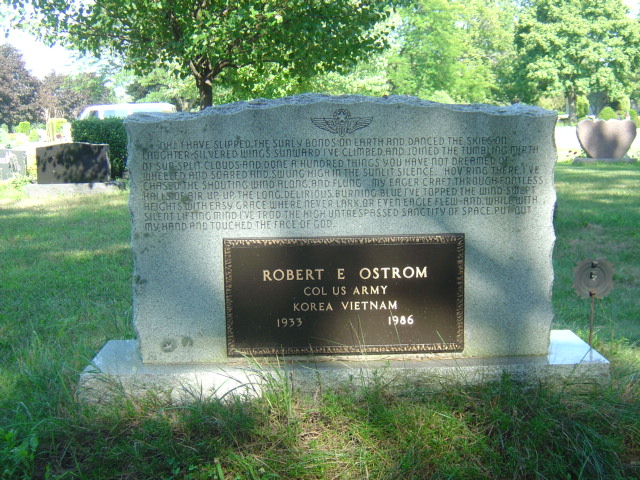 OH! I HAVE SLIPPED THE SURLY BONDS OF EARTH AND DANCED THE SKIES ON
LAUGHTER-SILVERED WINGS. SUNWARD I'VE CLIMBED, AND JOINED THE TUMBLING MIRTH
OF SUN-SPLIT CLOUDS AND DONE A HUNDRED THINGS YOU HAVE NOT DREAMED OF
WHEELED AND SOARED AND SWUNG HIGH IN THE SUNLIT SILENCE. HOV'RING THERE I'VE
CHASED THE SHOUTING WIND ALONG, AND FLUNG MY EAGER CRAFT THROUGH FOOTLESS
HALLS OF AIR. UP, UP THE LONG, DELIRIOUS, BURNING BLUE I'VE TOPPED THE WIND-SWEPT
HEIGHTS WITH EASY GRACE WHERE NEVER LARK, OR EVEN EAGLE FLEW. AND, WHILE WITH
SILENT LIFTING MIND I'VE TROD THE HIGH UNTRESPASSED SANCTITY OF SPACE, PUT OUT
MY HAND AND TOUCHED THE FACE OF GOD.
ROBERT E OSTROM
COL US ARMY
KOREA VIETNAM
1933 1986